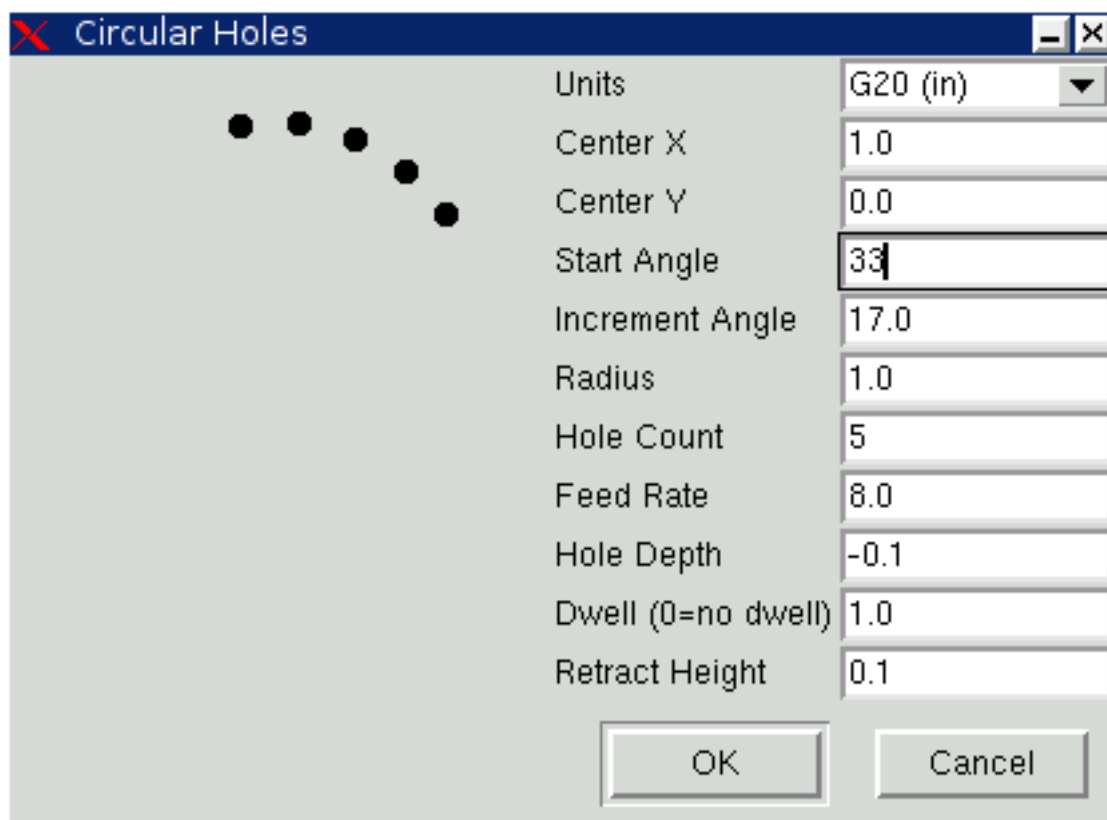 Circular Holes
Units G20 (in)
Center X 1.0
Center Y 0.0
Start Angle 33
Increment Angle 17.0
Radius 1.0
Hole Count 5
Feed Rate 8.0
Hole Depth -0.1
Dwell (0=no dwell) 1.0
Retract Height 0.1
OK Cancel